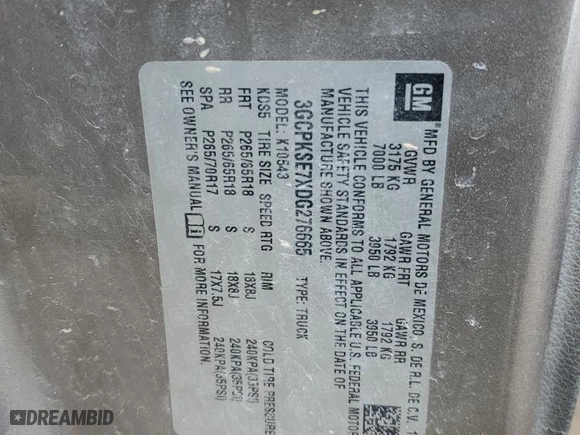 GM
MFD BY GENERAL MOTORS DE MEXICO, S. DE R.L. DE C.V. 1
GVWR GAWR FRT GAWR RR
3175 KG 1792 KG 1792 KG
7000 LB 3950 LB 3950 LB
THIS VEHICLE CONFORMS TO ALL APPLICABLE U.S. FEDERAL MOTOR
VEHICLE SAFETY STANDARDS IN EFFECT ON THE DATE OF
MANUFACTURE SHOWN ABOVE.
3GCPKSE7XDG276665 TYPE: TRUCK
MODEL: K10543
KDS5 TIRE SIZE SPEED RTG RIM COLD TIRE PRESSURE
FRT P265/65R18 S 18X8J 240KPA(35PSI)
RR P265/65R18 S 18X8J 240KPA(35PSI)
SPA P265/70R17 S 17X7.5J 240KPA(35PSI)
SEE OWNER'S MANUAL i FOR MORE INFORMATION.
DREAMBID